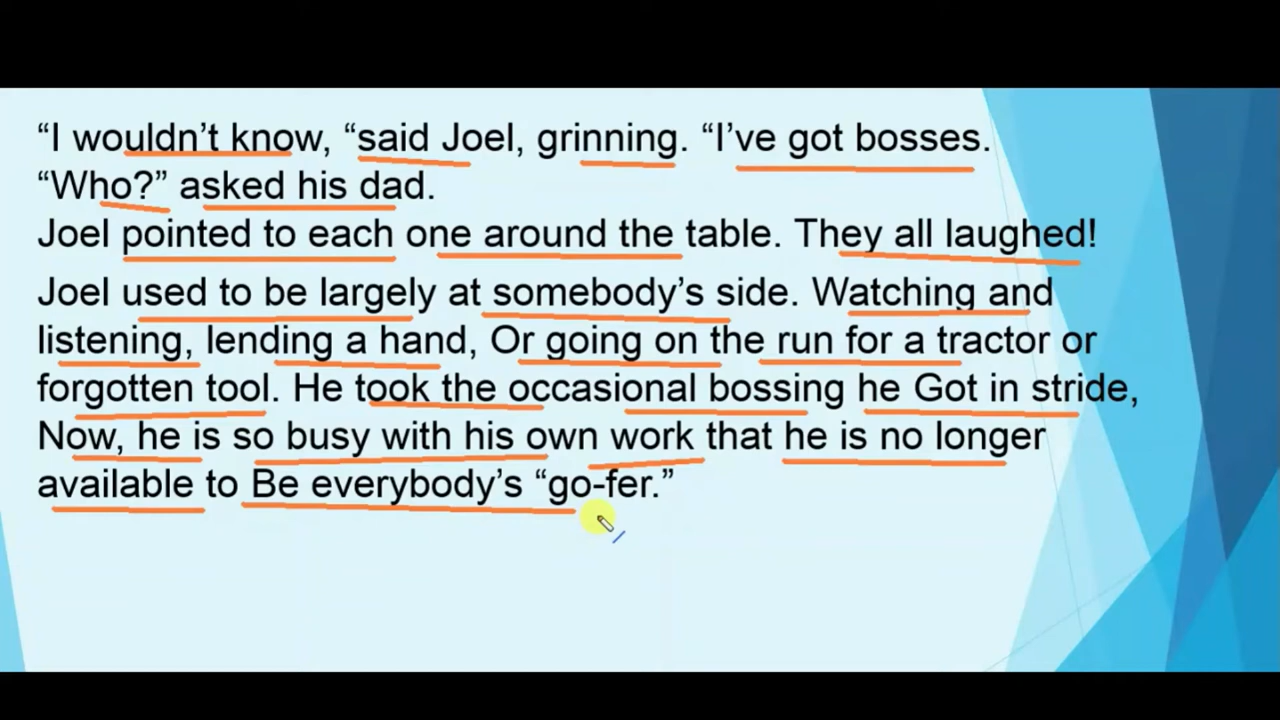 “I wouldn’t know, “said Joel, grinning. “I’ve got bosses.
“Who?” asked his dad.
Joel pointed to each one around the table. They all laughed!
Joel used to be largely at somebody’s side. Watching and
listening, lending a hand, Or going on the run for a tractor or
forgotten tool. He took the occasional bossing he Got in stride,
Now, he is so busy with his own work that he is no longer
available to Be everybody’s “go-fer.”